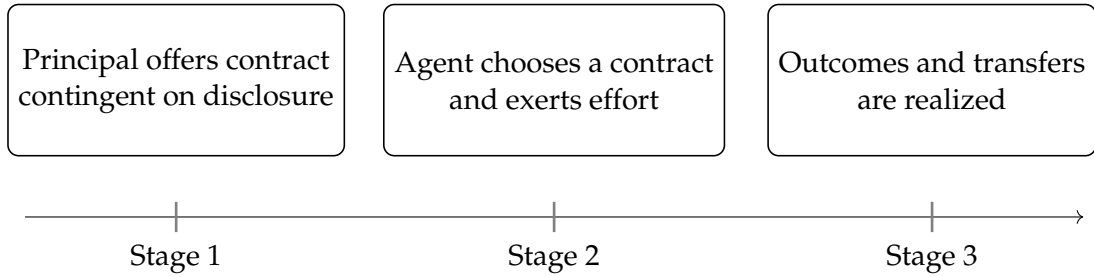 Principal offers contract
contingent on disclosure
Agent chooses a contract
and exerts effort
Outcomes and transfers
are realized
Stage 1
Stage 2
Stage 3